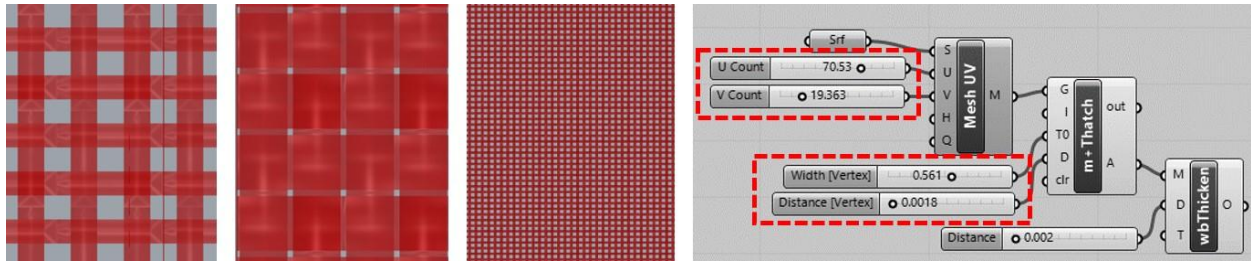 Srf
U Count 70.53
V Count 19.363
S
U
V
H
Q
Mesh UV
M
G
I
T0
D
clr
m+Thatch
out
A
Width [Vertex] 0.561
Distance [Vertex] 0.0018
Distance 0.002
M
D
T
wbThicken
O